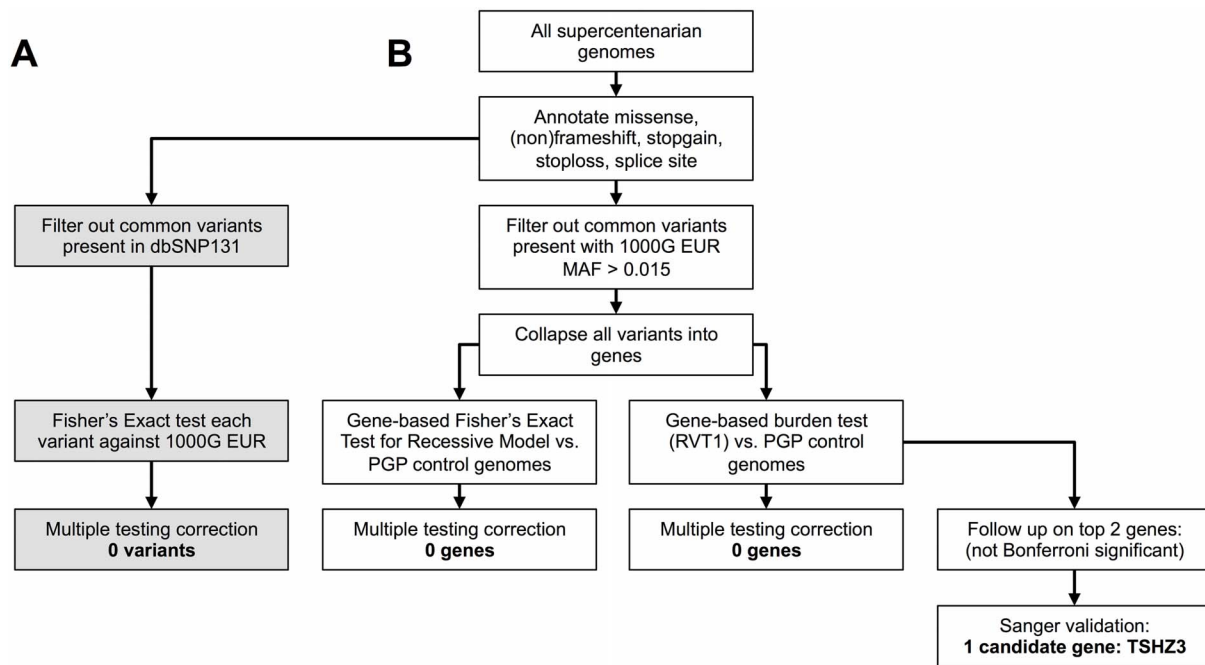 A
B
All supercentenarian
genomes
Annotate missense,
(non)frameshift, stopgain,
stoploss, splice site
Filter out common variants
present in dbSNP131
Filter out common variants
present with 1000G EUR
MAF > 0.015
Collapse all variants into
genes
Fisher's Exact test each
variant against 1000G EUR
Gene-based Fisher's Exact
Test for Recessive Model vs.
PGP control genomes
Gene-based burden test
(RVT1) vs. PGP control
genomes
Multiple testing correction
0 variants
Multiple testing correction
0 genes
Multiple testing correction
0 genes
Follow up on top 2 genes:
(not Bonferroni significant)
Sanger validation:
1 candidate gene: TSHZ3